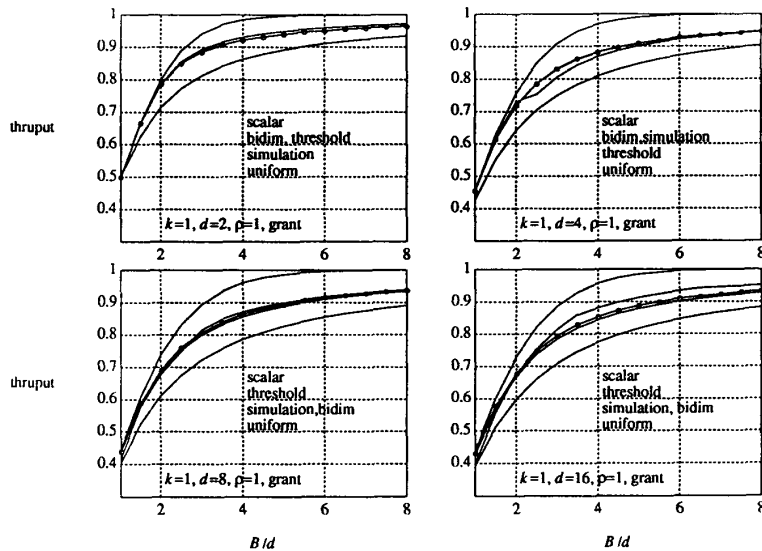 1
0.9
0.8
0.7
0.6
0.5
0.4
thruput
scalar
bidim, threshold
simulation
uniform
k=1, d=2, ρ=1, grant
2 4 6 8
1
0.9
0.8
0.7
0.6
0.5
0.4
scalar
bidim,simulation
threshold
uniform
k=1, d=4, ρ=1, grant
2 4 6 8
1
0.9
0.8
0.7
0.6
0.5
0.4
thruput
scalar
threshold
simulation,bidim
uniform
k=1, d=8, ρ=1, grant
2 4 6 8
B/d
1
0.9
0.8
0.7
0.6
0.5
0.4
scalar
threshold
simulation, bidim
uniform
k=1, d=16, ρ=1, grant
2 4 6 8
B/d